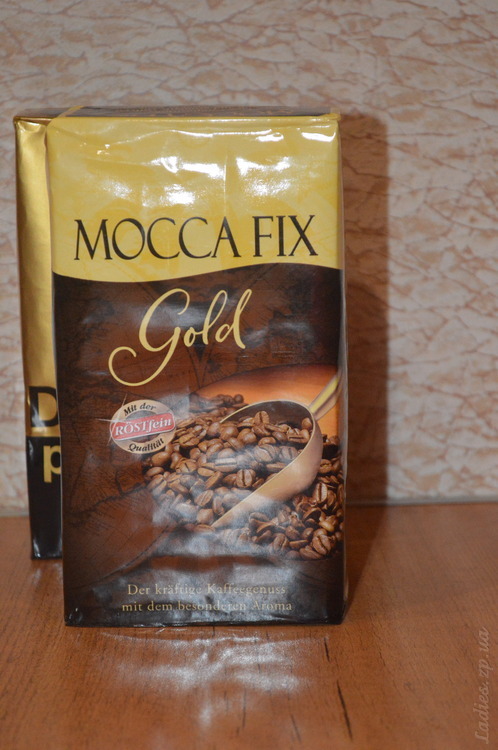 MOCCA FIX
Gold
Mit der
RÖSTfein
Qualität
Der kräftige Kaffeegenuss
mit dem besonderen Aroma
D
p
Ladies.zp.ua